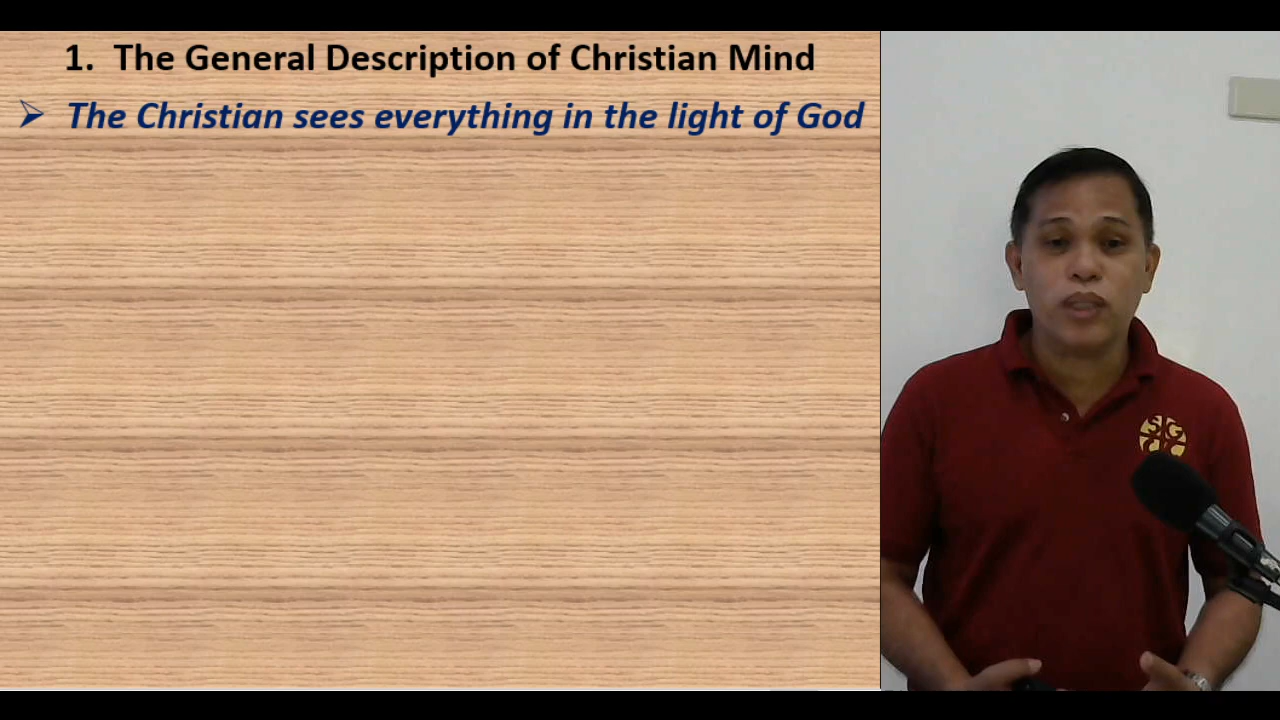 1. The General Description of Christian Mind
➢ The Christian sees everything in the light of God
S G
C C